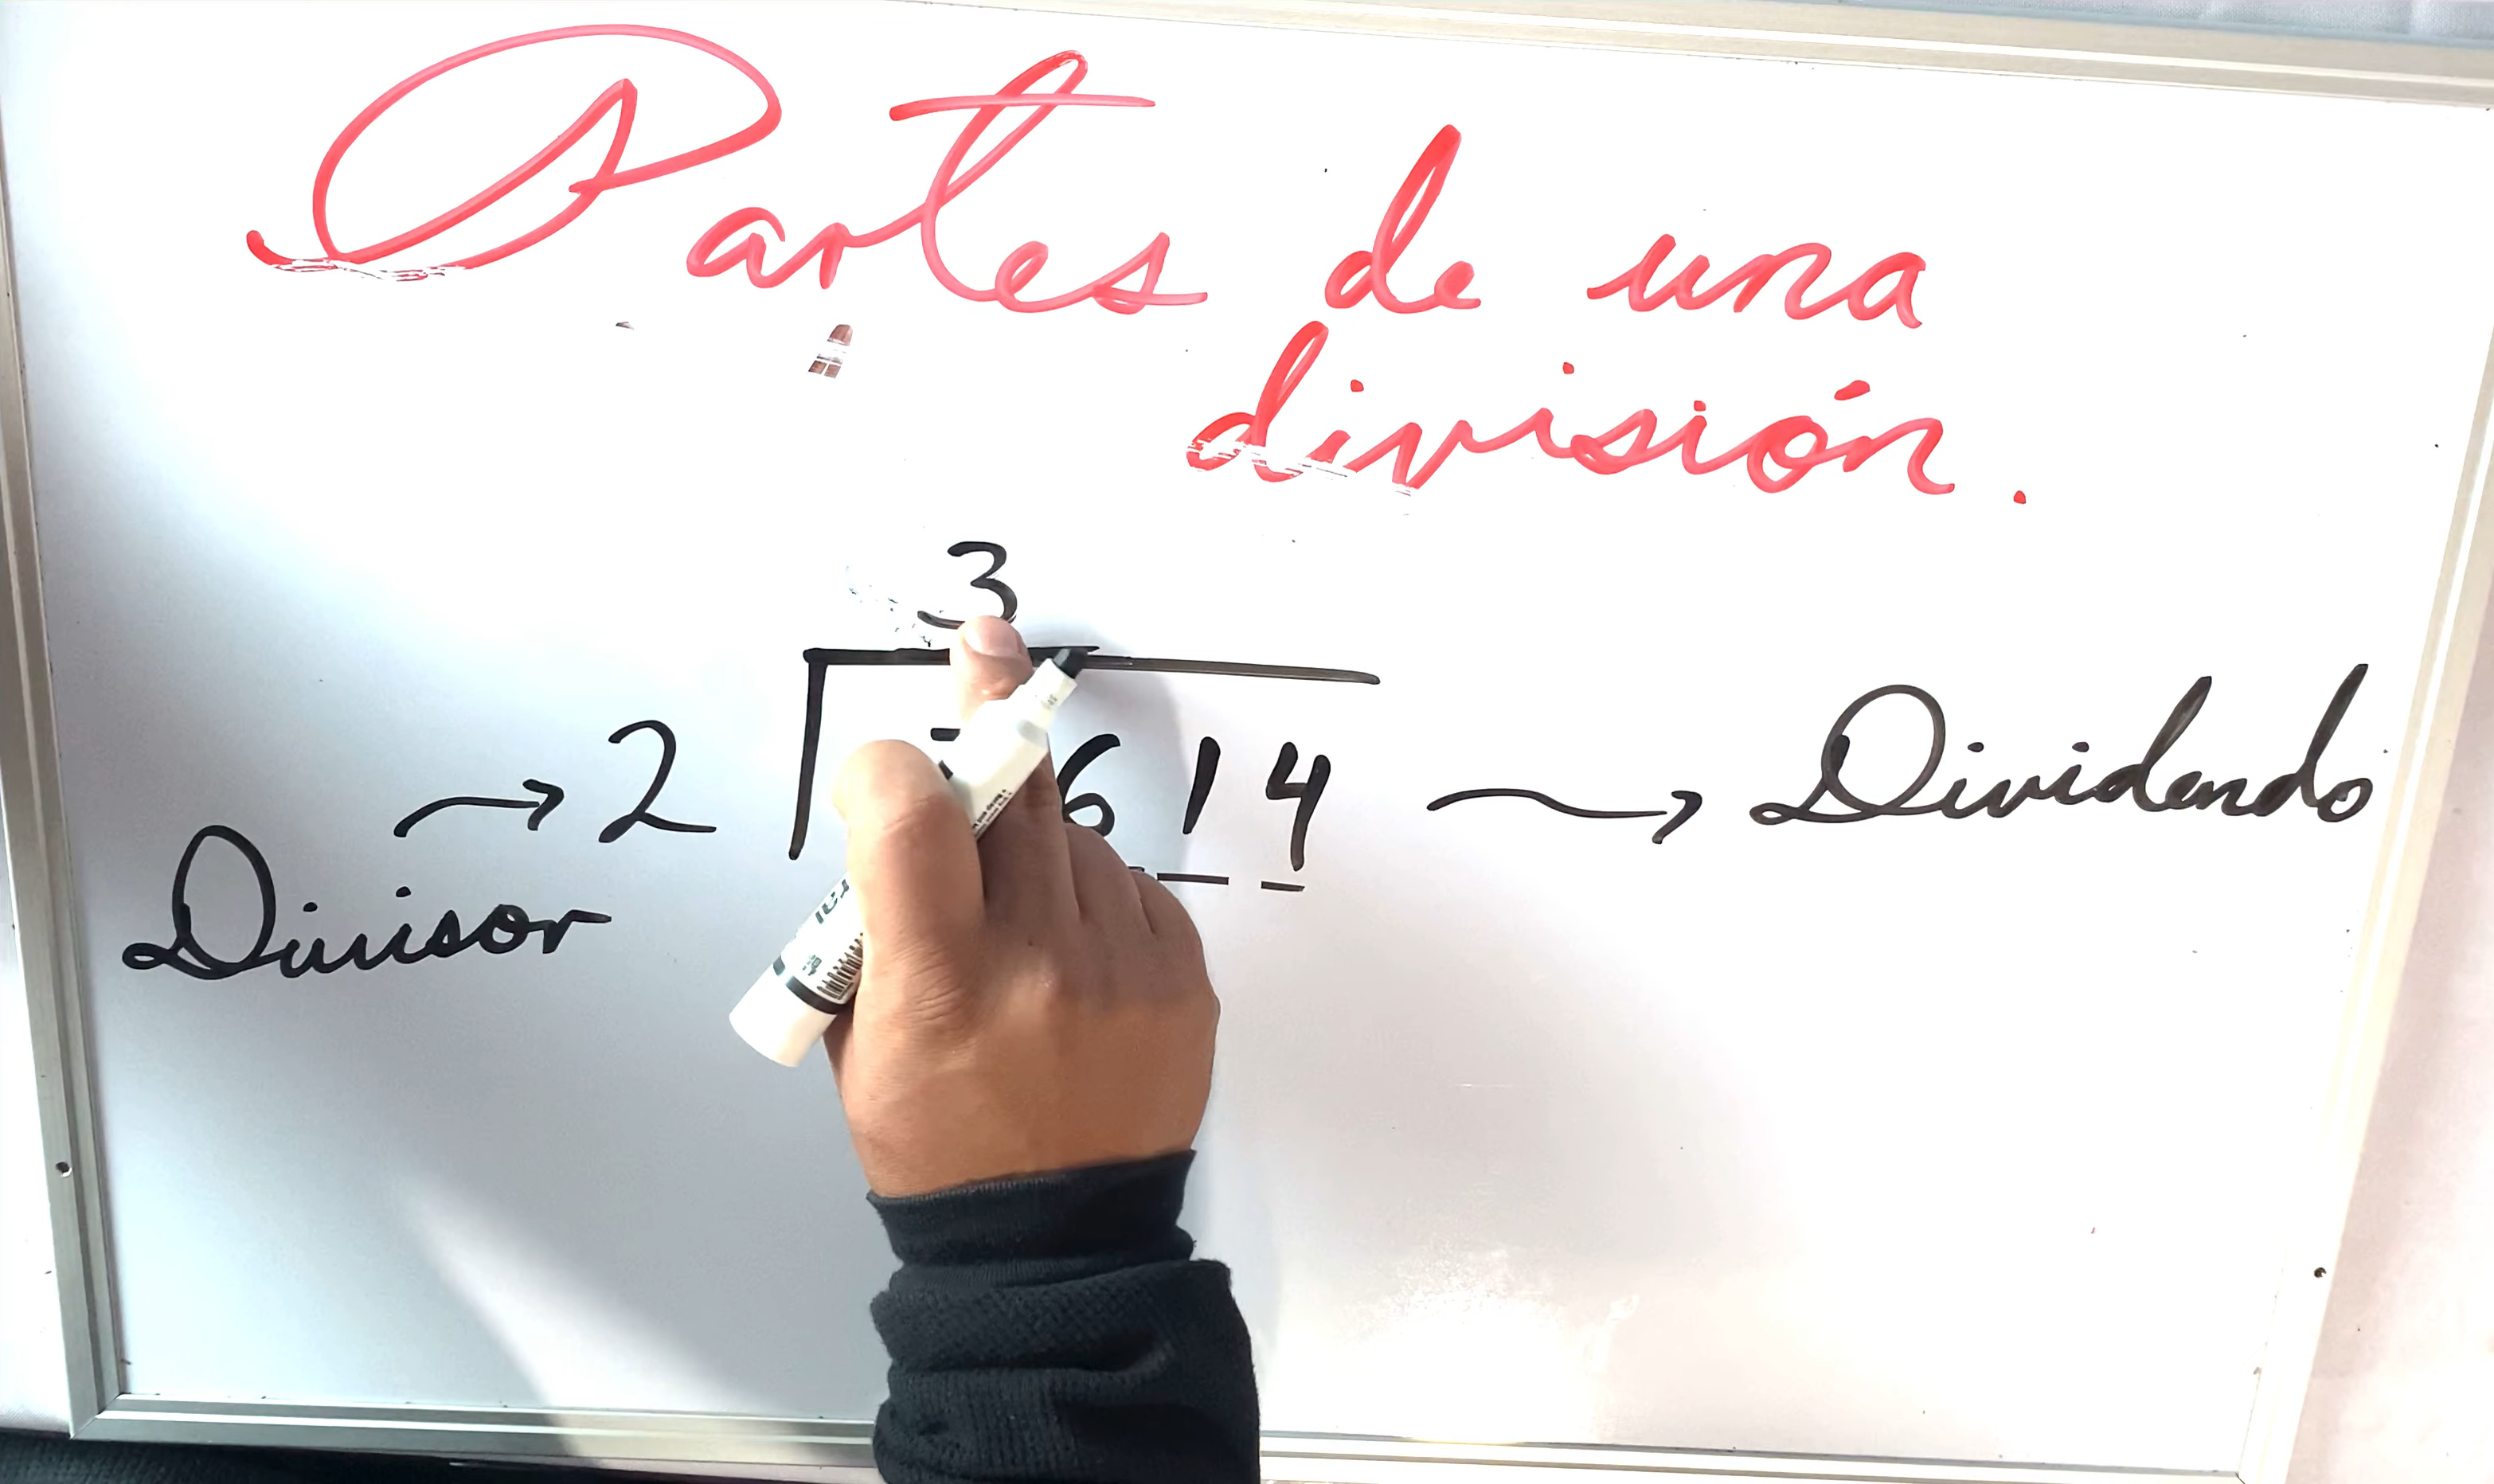 Partes de una
división.
3
2 614 Dividendo
Divisor